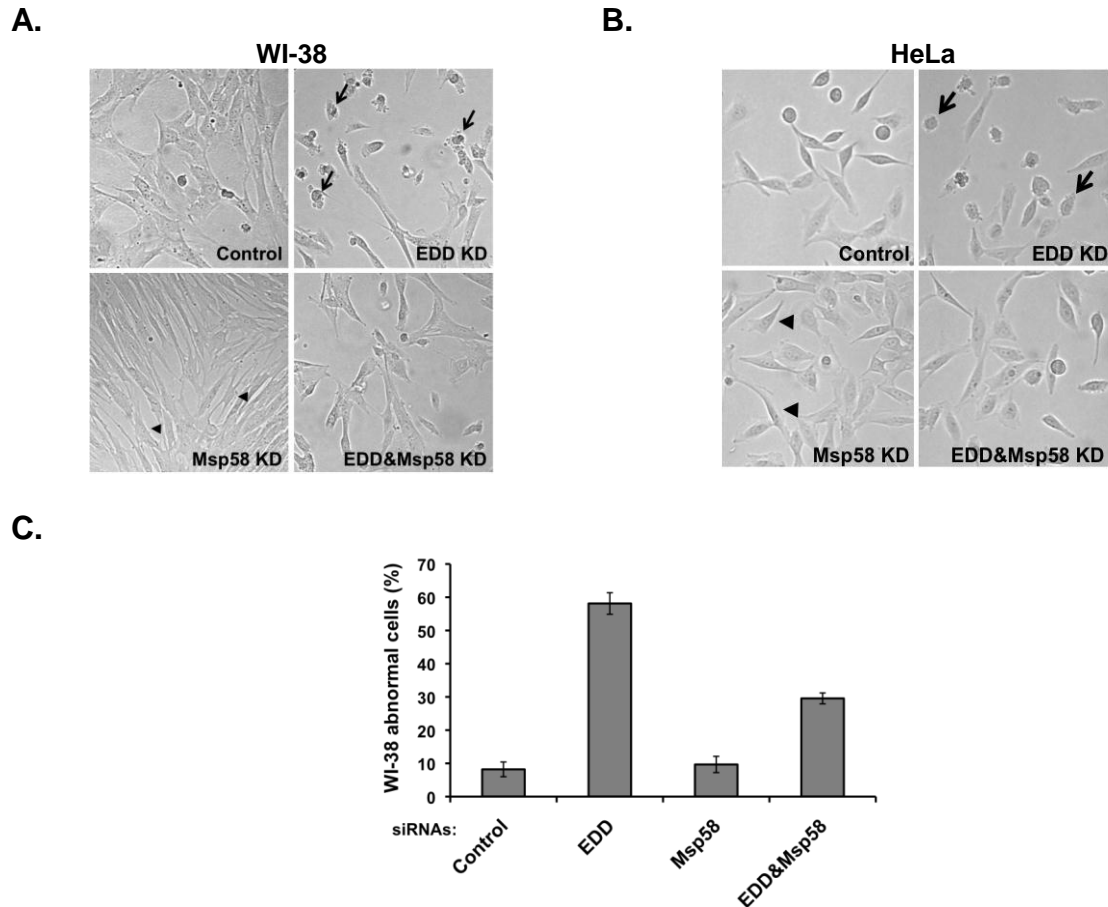 A.
B.
WI-38
HeLa
Control
EDD KD
Msp58 KD
EDD&Msp58 KD
Control
EDD KD
Msp58 KD
EDD&Msp58 KD
C.
WI-38 abnormal cells (%)
70
60
50
40
30
20
10
0
siRNAs:
Control
EDD
Msp58
EDD&Msp58